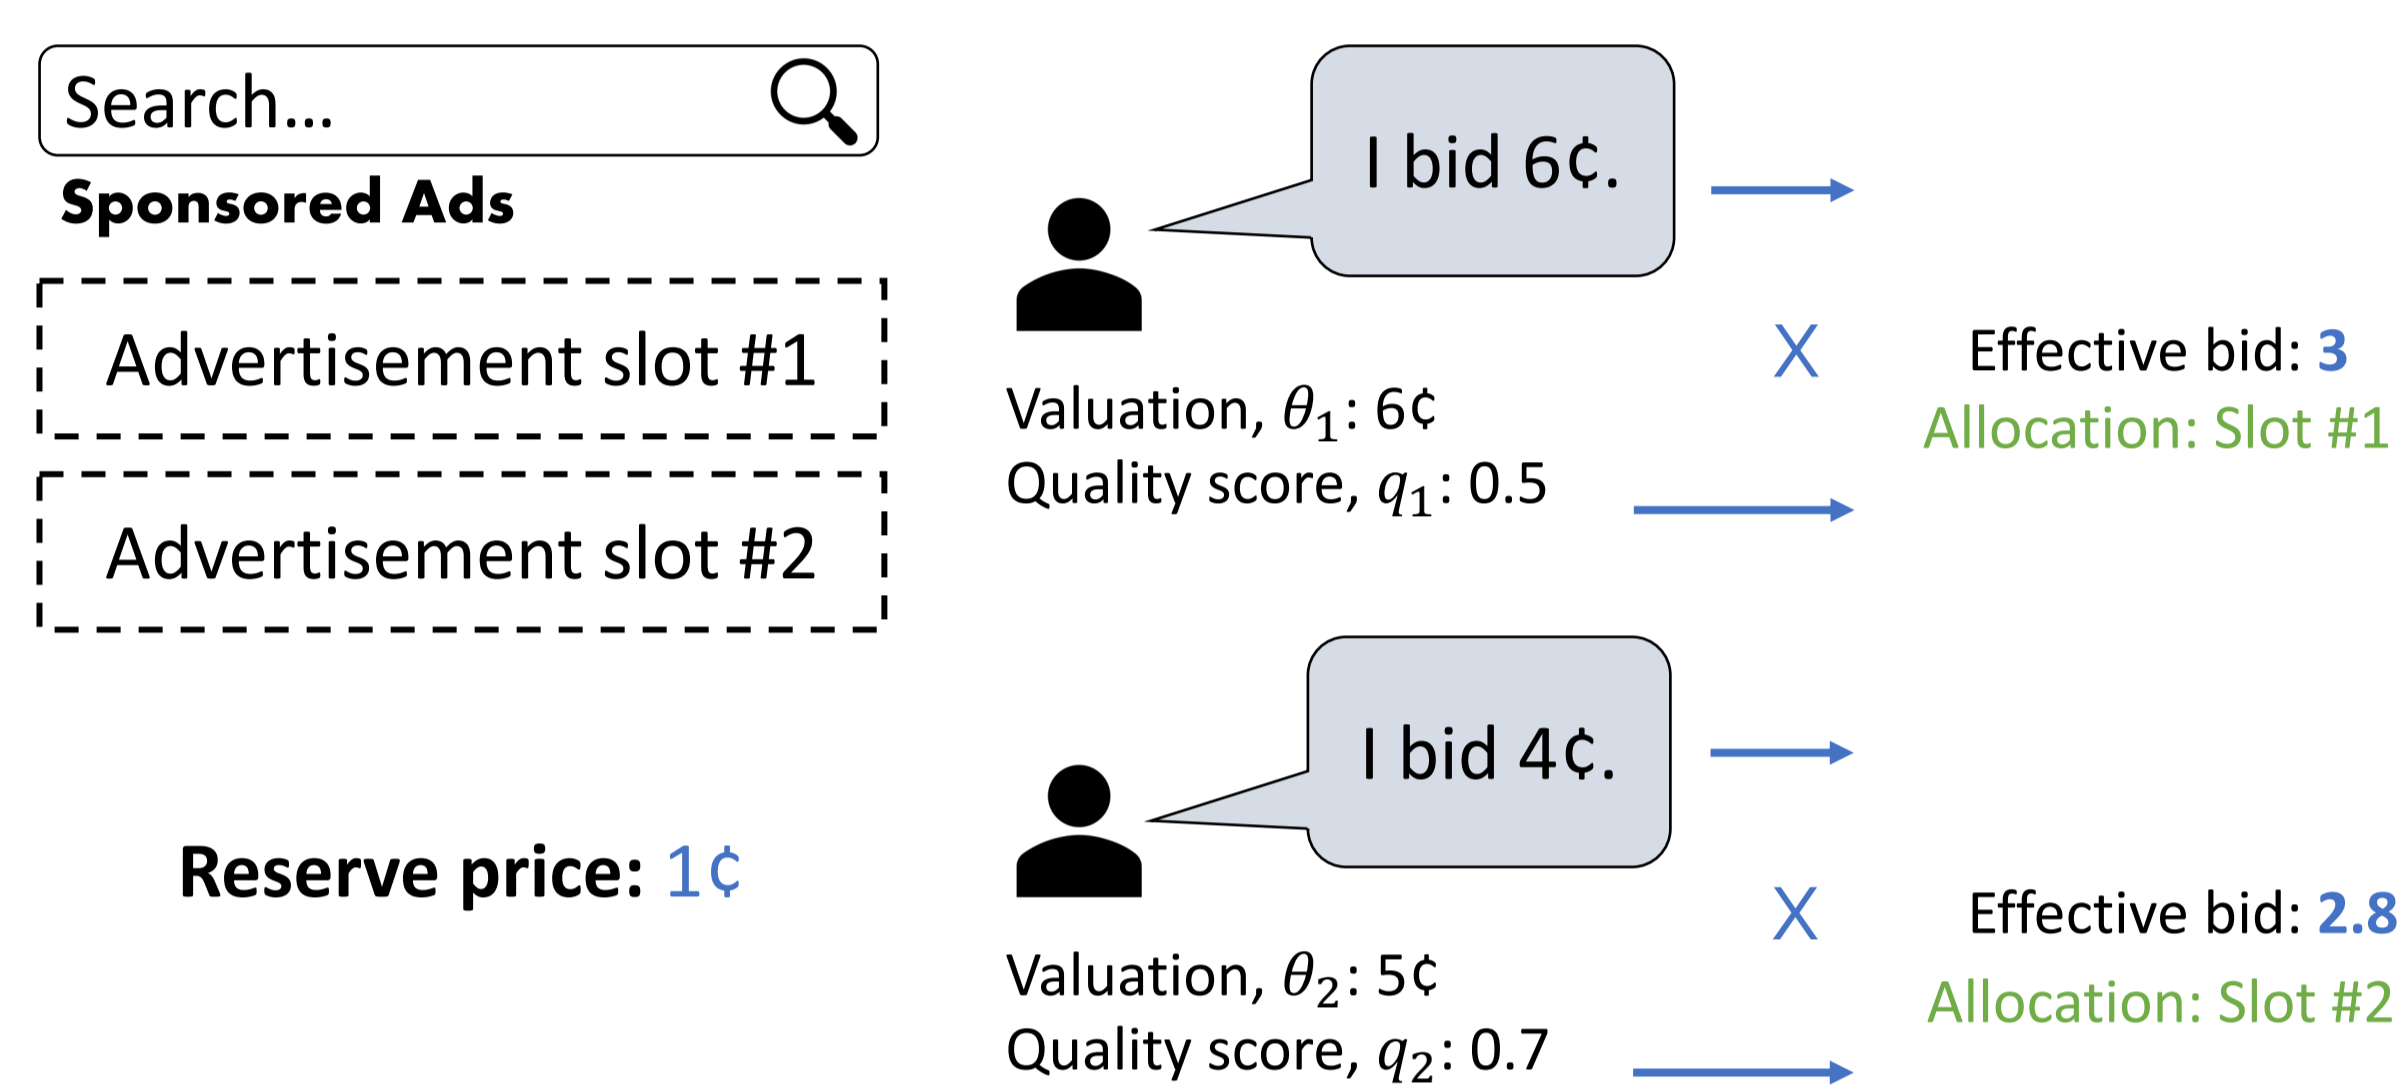 Search...
Sponsored Ads
Advertisement slot #1
Advertisement slot #2
Reserve price: 1¢
I bid 6¢.
Valuation, θ₁: 6¢
Quality score, q₁: 0.5
X
Effective bid: 3
Allocation: Slot #1
I bid 4¢.
Valuation, θ₂: 5¢
Quality score, q₂: 0.7
X
Effective bid: 2.8
Allocation: Slot #2